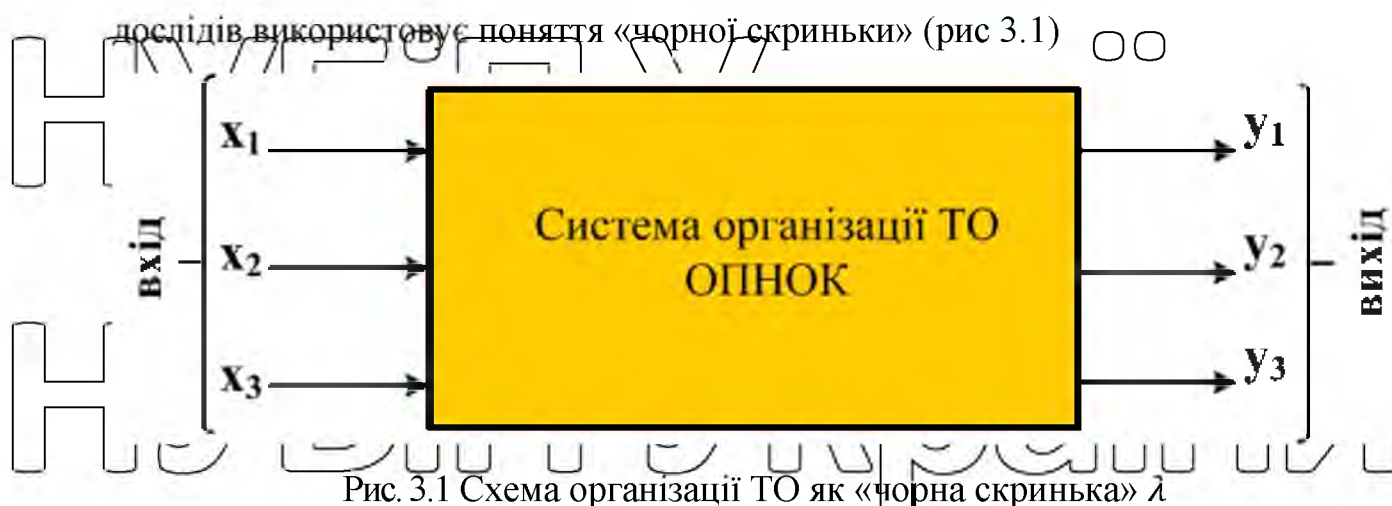 дослідів використовує поняття «чорної скриньки» (рис 3.1)
вхід
x1
x2
x3
Система організації ТО
ОПНОК
y1
y2
y3
вихід
Рис. 3.1 Схема організації ТО як «чорна скринька» λ